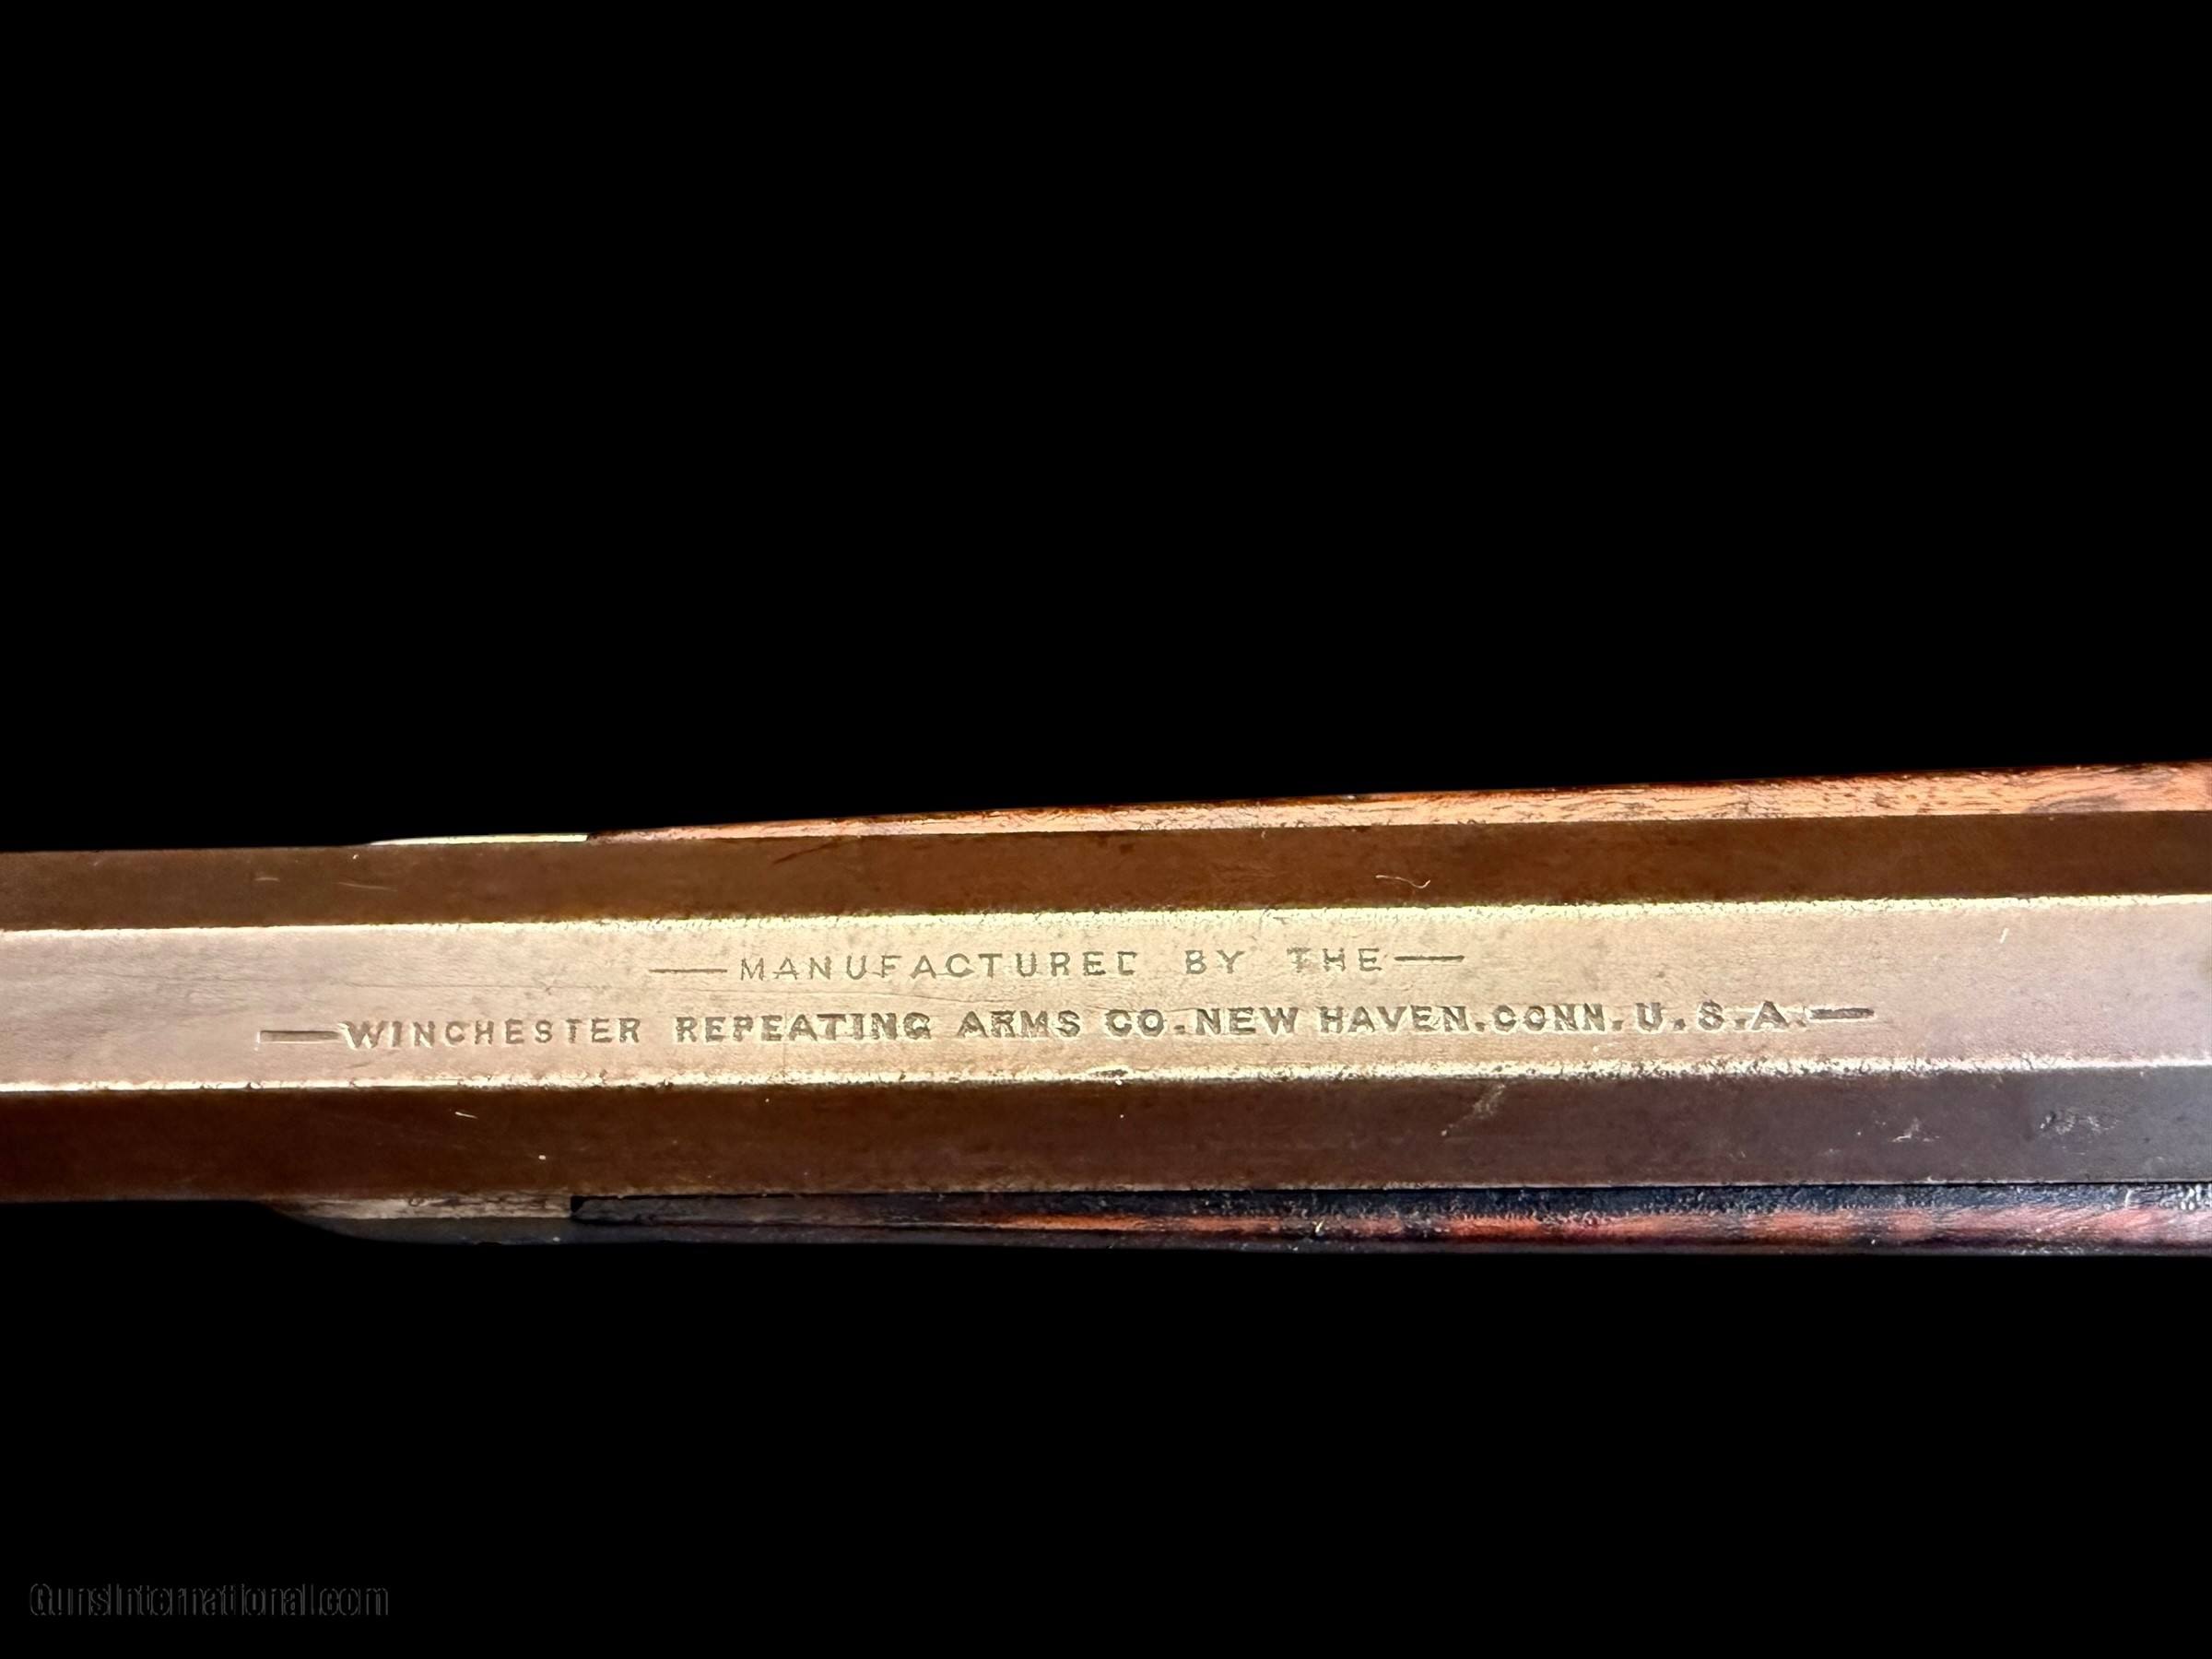 —MANUFACTURED BY THE—
—WINCHESTER REPEATING ARMS CO. NEW HAVEN. CONN. U. S. A.—
GunsInternational.com